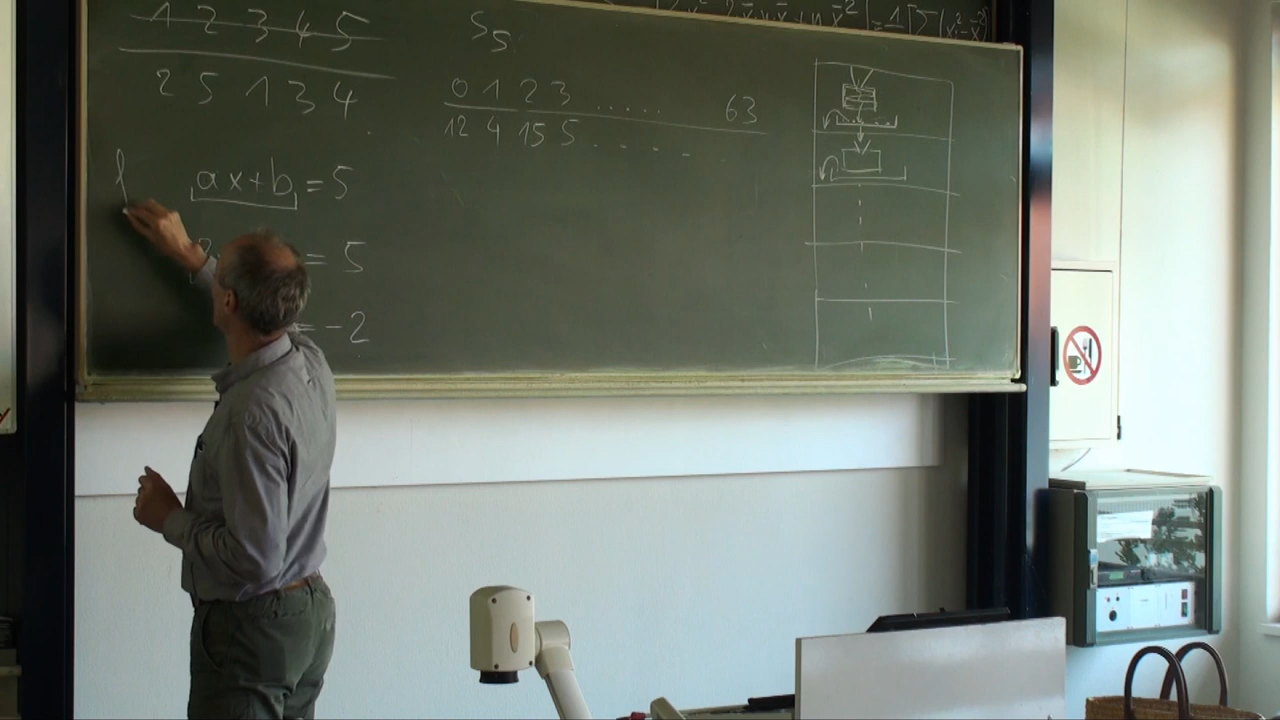 1 2 3 4 5
2 5 1 3 4
S5
0 1 2 3 ...... 63
12 4 15 5 . . . .
ax+b = 5
= 5
= -2